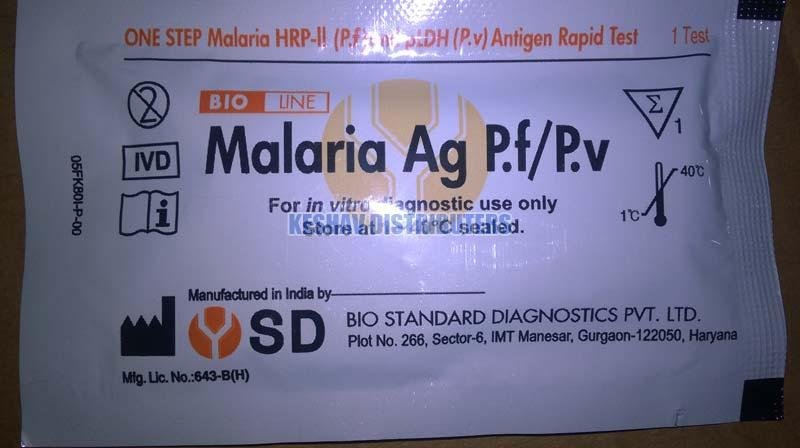 ONE STEP Malaria HRP-II (P.f) and pLDH (P.v) Antigen Rapid Test 1 Test
BIO LINE
Malaria Ag P.f/P.v
2
IVD
i
Σ
1
40℃
1℃
For in vitro diagnostic use only
Store at 1-40℃ sealed.
KESHAV DISTRIBUTERS
05FK80I-P-00
Manufactured in India by
SD
BIO STANDARD DIAGNOSTICS PVT. LTD.
Plot No. 266, Sector-6, IMT Manesar, Gurgaon-122050, Haryana
Mfg. Lic. No.:643-B(H)